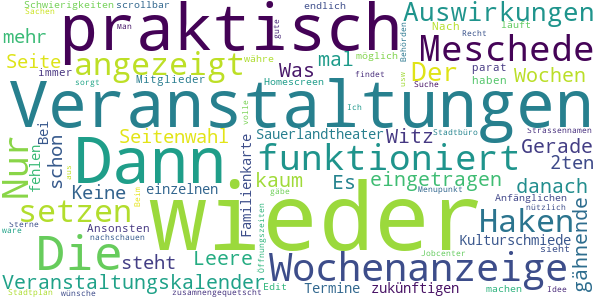 Schwierigkeiten scrollbar endlich
Sachen Man gute
praktisch Auswirkungen
mehr Nach läuft
Seite angezeigt mal Meschede
immer Mitglieder währe möglich Behörden Recht
Was Der parat Wochen
sorgt Homescreen findet usw haben Suche
Veranstaltungen
Ich Strassennamen
Nur Bei Seitenwahl Sauerlandtheater Witz Stadtbüro Gerade
fehlen schon Dann funktioniert 2ten
aus volle
Keine einzelnen Familienkarte kaum Es eingetragen danach
setzen Beim wieder gäbe Menüpunkt Anfänglichen nützlich
Sterne Haken gähnende
wäre Die Ansonsten Öffnungszeiten Kulturschmiede
nachschauen steht Leere Wochenanzeige Jobcenter sieht
Veranstaltungskalender Termine zukünftigen machen Idee
Stadtplan wünsche zusammengequetscht Edit